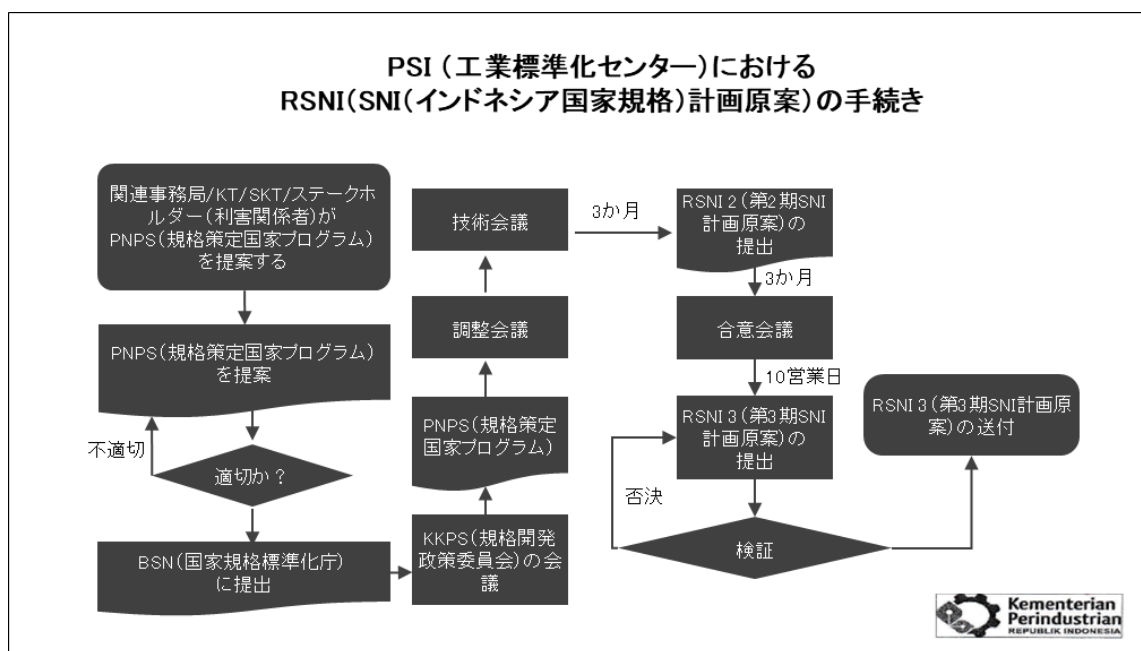 PSI (工業標準化センター)における
RSNI(SNI(インドネシア国家規格)計画原案)の手続き
関連事務局/KT/SKT/ステークホ
ルダー(利害関係者)が
PNPS(規格策定国家プログラム)
を提案する
PNPS(規格策定国家プログラム)
を提案
不適切
適切か？
BSN(国家規格標準化庁)
に提出
KKPS(規格開発
政策委員会)の会
議
PNPS(規格策定
国家プログラム)
調整会議
技術会議
3か月
RSNI 2 (第2期SNI
計画原案)の
提出
3か月
合意会議
10営業日
RSNI 3 (第3期SNI
計画原案)の
提出
否決
検証
RSNI 3 (第3期SNI計画原
案)の送付
Kementerian
Perindustrian
REPUBLIK INDONESIA